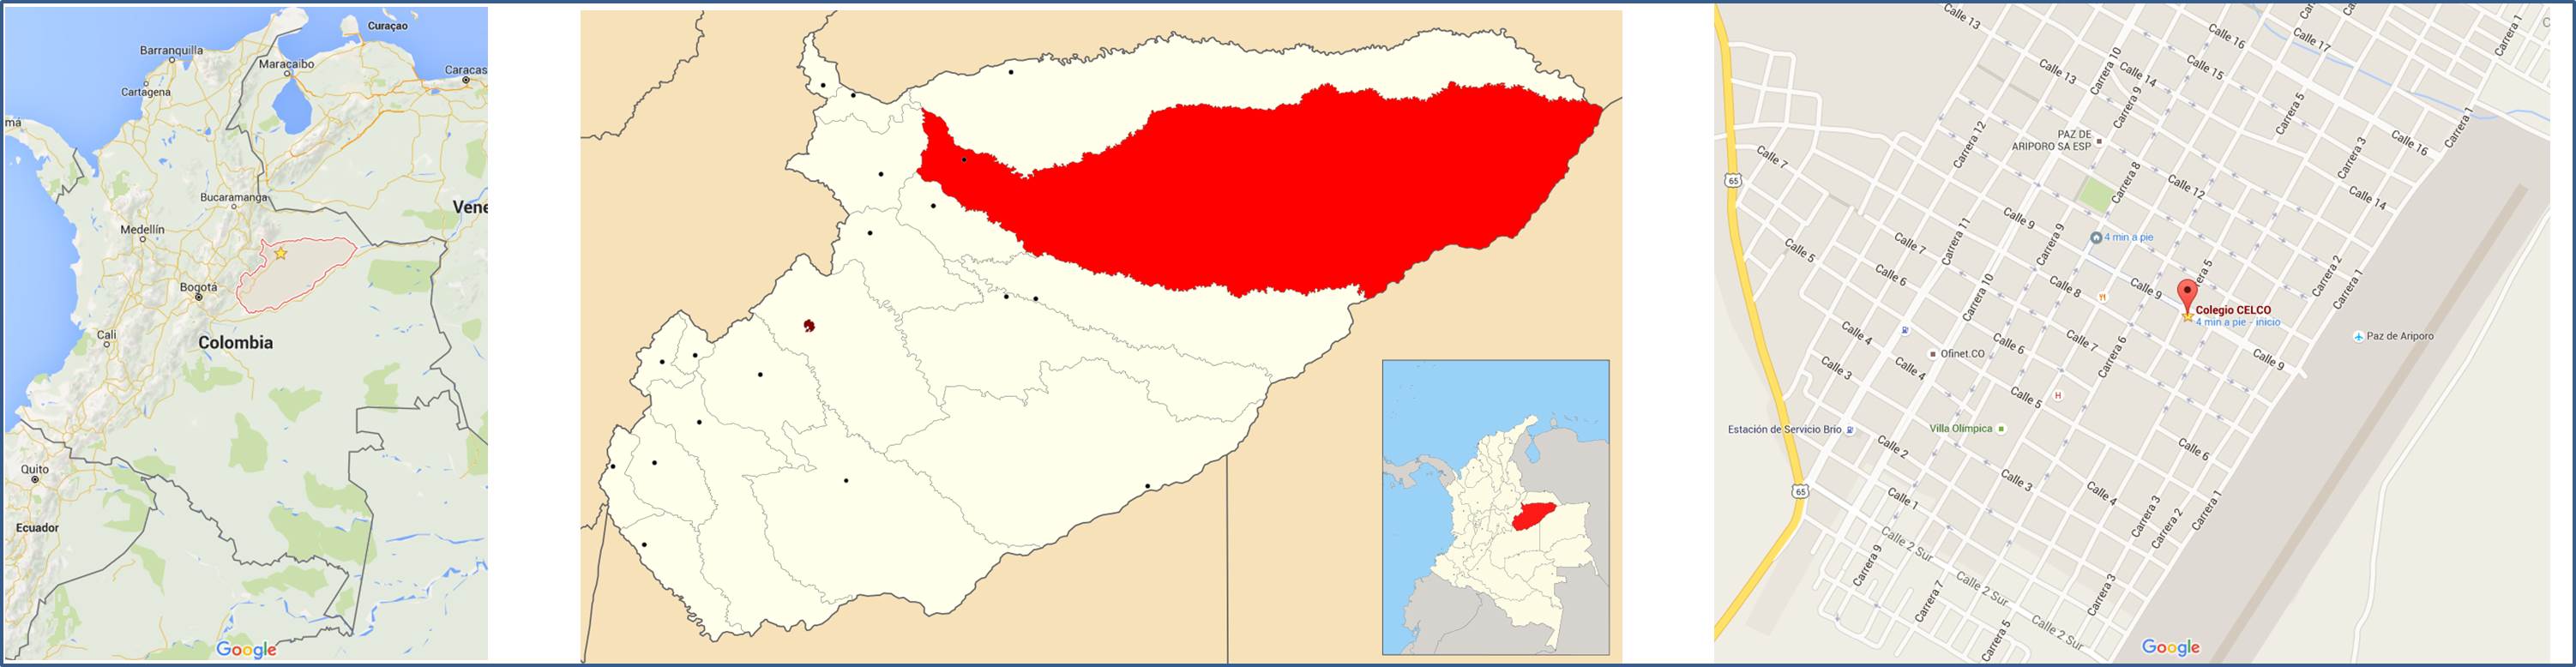 Curaçao
Barranquilla
Maracaibo
Caracas
Cartagena
má
Bucaramanga
Vene
Medellín
Bogotá
Cali
Colombia
Quito
Ecuador
Google
Calle 13
Calle 16
Calle 17
Carrera 1
Carrera 10
Calle 13
Calle 14
Calle 15
Carrera 9
Carrera 5
Carrera 1
Carrera 12
PAZ DE
ARIPORO SA ESP
Calle 16
Carrera 3
65
Calle 7
Carrera 8
Calle 12
Calle 14
Calle 9
Carrera 11
Calle 7
Carrera 9
4 min a pie
Calle 5
Calle 6
Calle 8
Calle 9
Carrera 10
Carrera 2
Carrera 1
Colegio CELCO
4 min a pie - inicio
Calle 4
Ofinet.CO
Calle 6
Calle 7
Carrera 6
Calle 9
Paz de Ariporo
Calle 3
Calle 4
Calle 5
H
Estación de Servicio Brio
Villa Olimpica
Calle 2
Calle 6
Calle 3
Calle 4
65
Calle 1
Carrera 3
Carrera 2
Carrera 1
Calle 2 Sur
Carrera 9
Calle 2 Sur
Carrera 7
Carrera 3
Carrera 5
Calle 2 Sur
Google